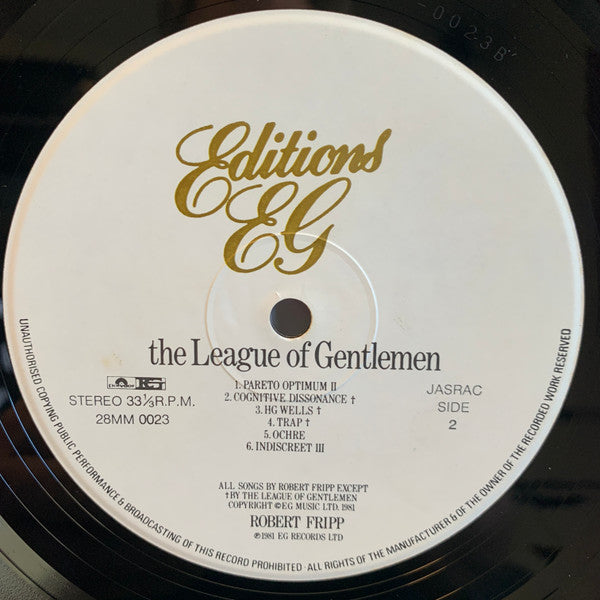 -0023B"
Editions
EG
the League of Gentlemen
1. PARETO OPTIMUM II
2. COGNITIVE DISSONANCE †
3. HG WELLS †
4. TRAP †
5. OCHRE
6. INDISCREET III
STEREO 33⅓ R.P.M.
28MM 0023
JASRAC
SIDE
2
ALL SONGS BY ROBERT FRIPP EXCEPT
† BY THE LEAGUE OF GENTLEMEN
COPYRIGHT © EG MUSIC LTD. 1981
ROBERT FRIPP
℗ 1981 EG RECORDS LTD
UNAUTHORISED COPYING PUBLIC PERFORMANCE & BROADCASTING OF THIS RECORD PROHIBITED · ALL RIGHTS OF THE MANUFACTURER & OF THE OWNER OF THE RECORDED WORK RESERVED